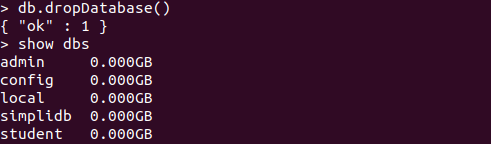 > db.dropDatabase()
{ "ok" : 1 }
> show dbs
admin     0.000GB
config    0.000GB
local     0.000GB
simplidb  0.000GB
student   0.000GB